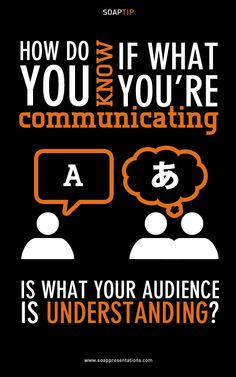 SOAPTIP
HOW DO YOU KNOW IF WHAT YOU'RE
communicating
A
あ
IS WHAT YOUR AUDIENCE
IS UNDERSTANDING?
www.soappresentations.com